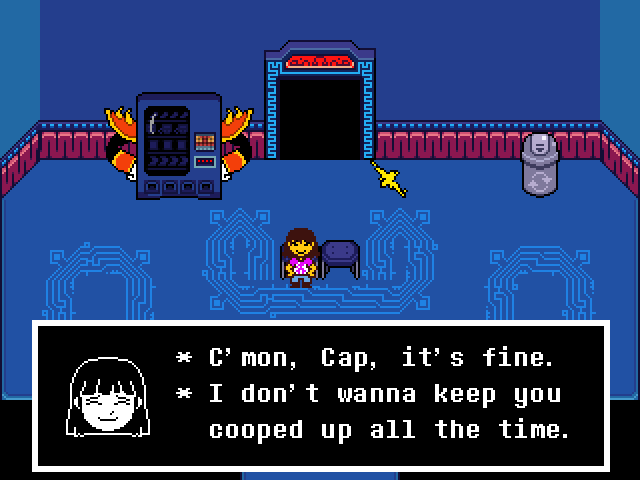 * C'mon, Cap, it's fine.
* I don't wanna keep you
cooped up all the time.